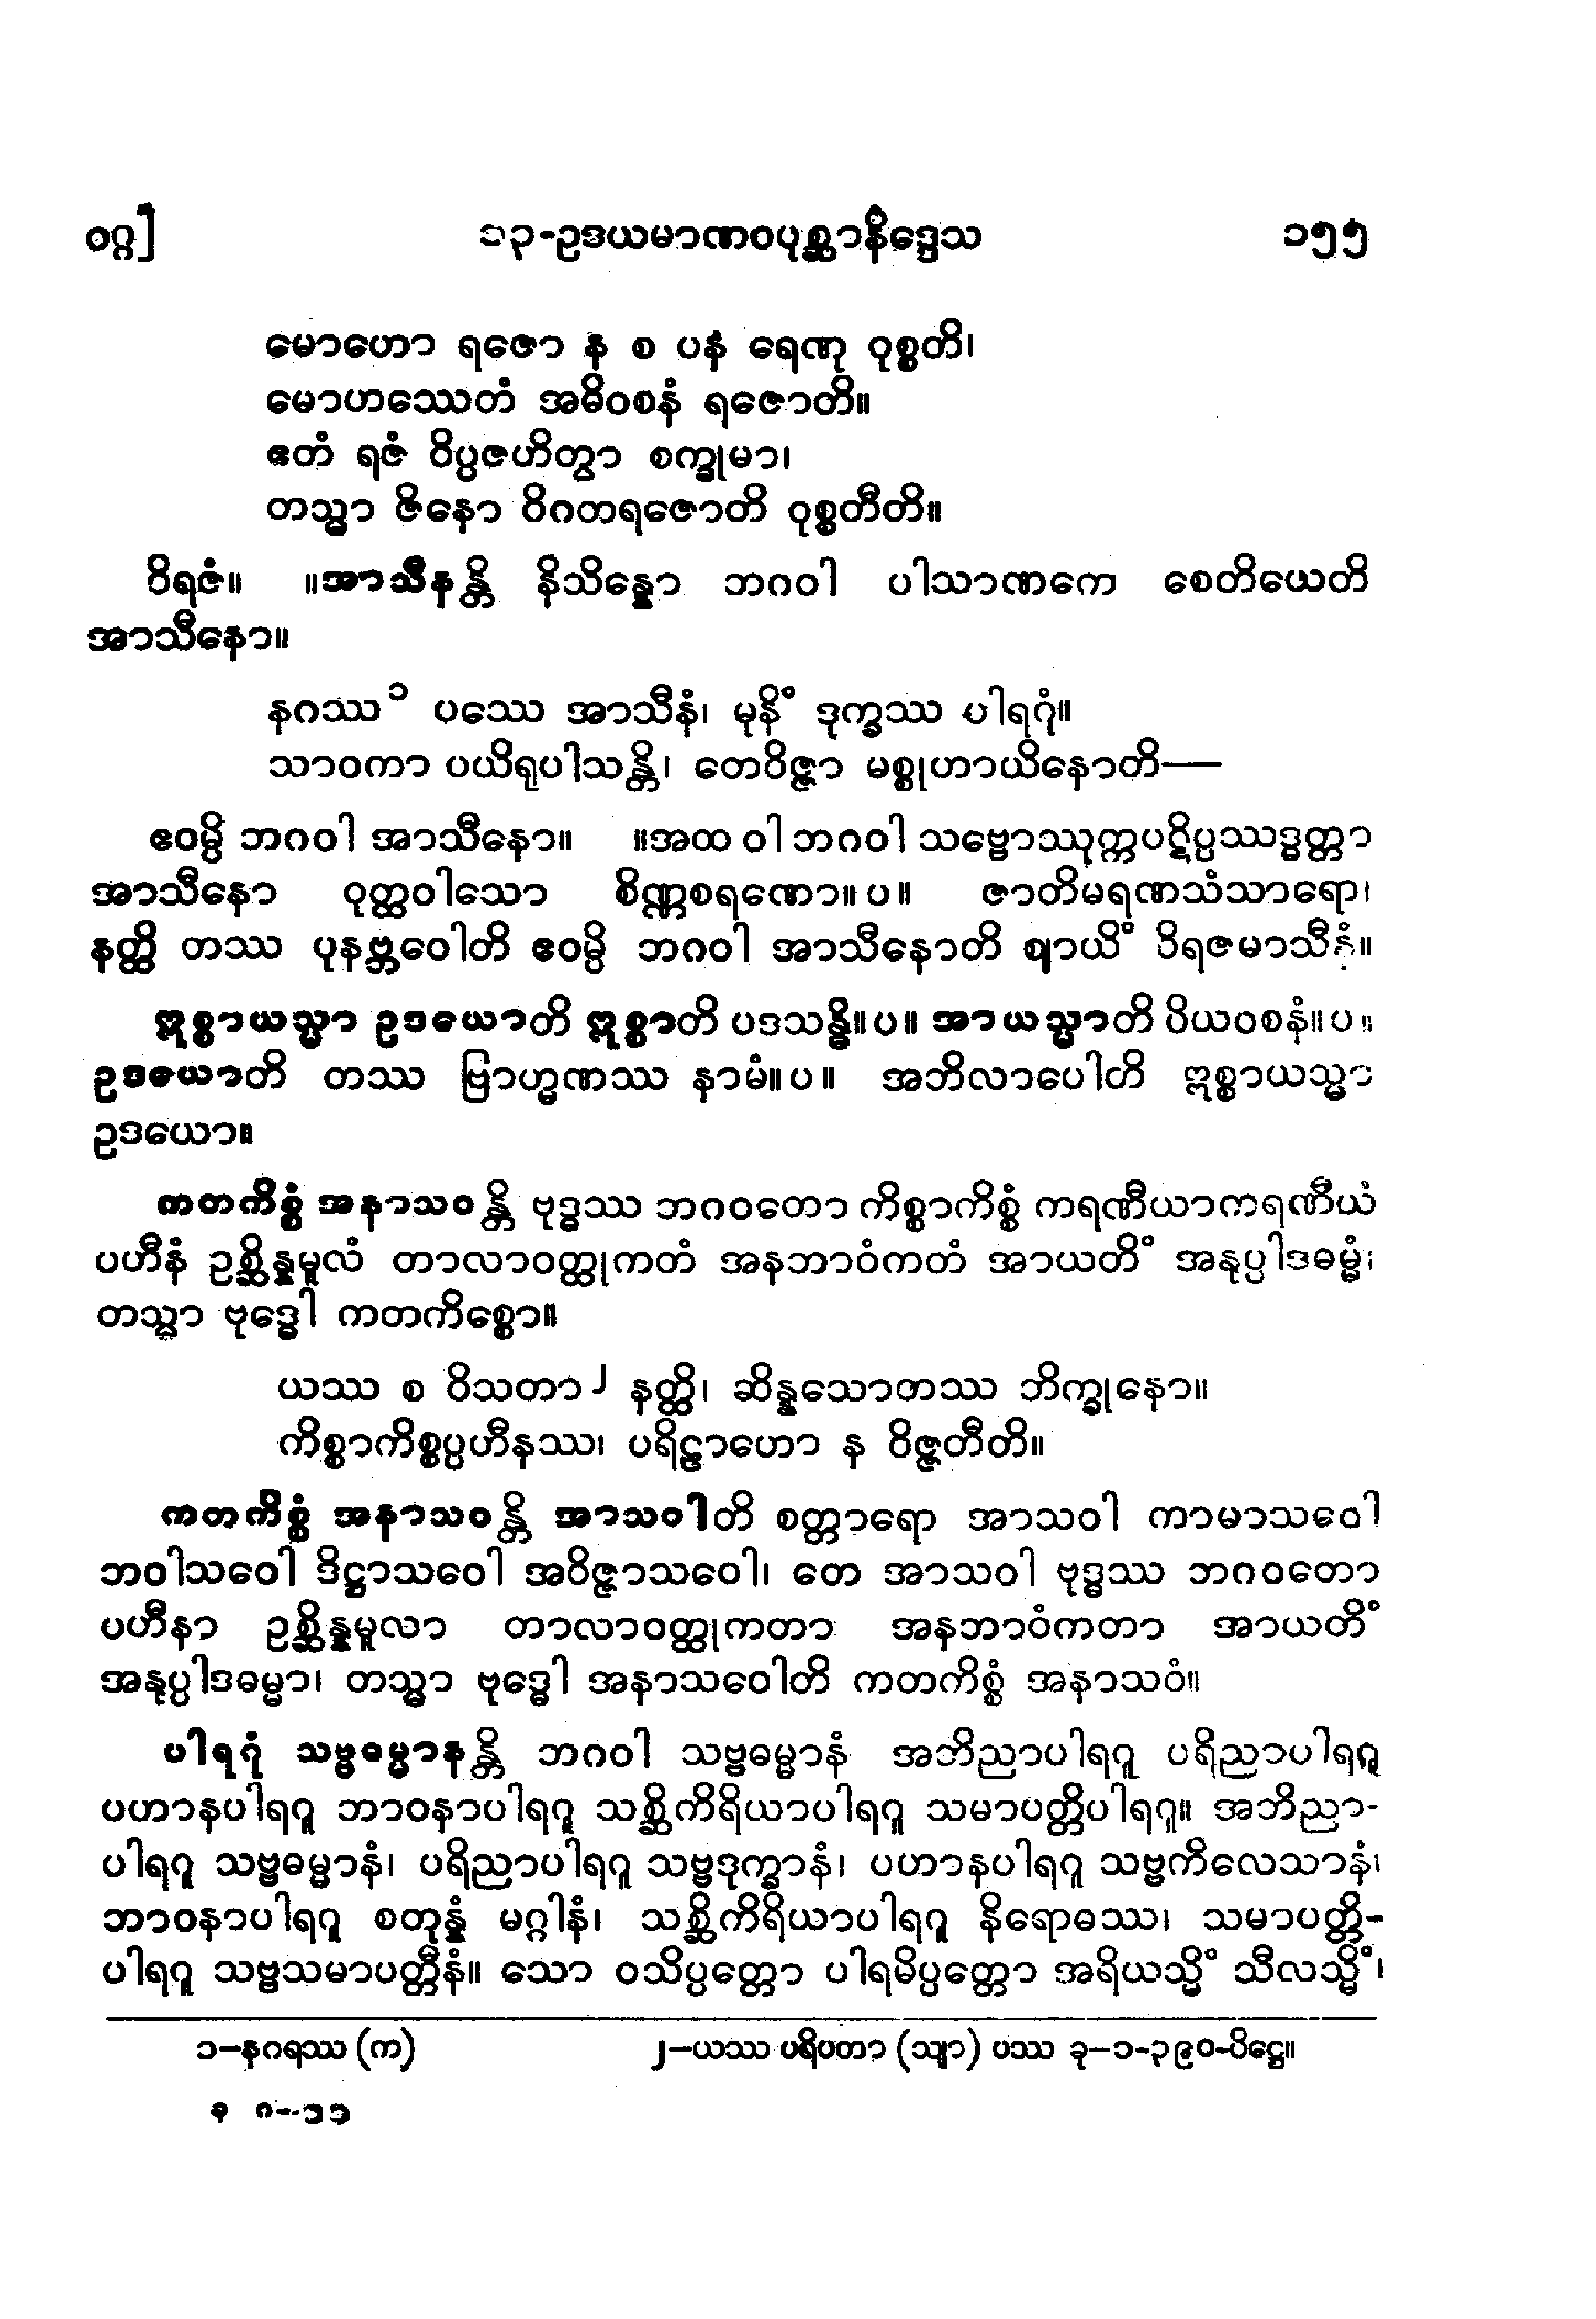 ဝဂ္ဂ] ၁၃-ဥဒယမာဏဝပုစ္ဆာနိဒ္ဒေသ ၁၅၅
မောဟော ရဇော န စ ပန ရေဏု ဝုစ္စတိ၊
မောဟဿေတံ အဓိဝစနံ ရဇောတိ။
ဧတံ ရဇံ ဝိပ္ပဇဟိတွာ စက္ခုမာ၊
တသ္မာ ဇိနော ဝိဂတရဇောတိ ဝုစ္စတီတိ။
ဝိရဇံ။ ။အာသီနန္တိ နိသိန္နော ဘဂဝါ ပါသာဏကေ စေတိယေတိ
အာသီနော။
နဂဿ၁ ပဿေ အာသီနံ၊ မုနိံ ဒုက္ခဿ ပါရဂုံ။
သာဝကာ ပယိရုပါသန္တိ၊ တေဝိဇ္ဇာ မစ္စုဟာယိနောတိ—
ဧဝမ္ပိ ဘဂဝါ အာသီနော။ ။အထ ဝါ ဘဂဝါ သဗ္ဗောဿုက္ကပဋိပ္ပဿဒ္ဓတ္တာ
အာသီနော ဝုတ္ထဝါသော စိဏ္ဏစရဏော။ ပ။ ဇာတိမရဏသံသာရော၊
နတ္ထိ တဿ ပုနဗ္ဘဝေါတိ ဧဝမ္ပိ ဘဂဝါ အာသီနောတိ ဈာယိံ ဝိရဇမာသီနံ။
ဣစ္စာယသ္မာ ဥဒယောတိ ဣစ္စာတိ ပဒသန္ဓိ။ပ။ အာယသ္မာတိ ပိယဝစနံ။ပ။
ဥဒယောတိ တဿ ဗြာဟ္မဏဿ နာမံ။ပ။ အဘိလာပေါတိ ဣစ္စာယသ္မာ
ဥဒယော။
ကတကိစ္စံ အနာသဝန္တိ ဗုဒ္ဓဿ ဘဂဝတော ကိစ္စာကိစ္စံ ကရဏီယာကရဏီယံ
ပဟီနံ ဥစ္ဆိန္နမူလံ တာလာဝတ္ထုကတံ အနဘာဝံကတံ အာယတိံ အနုပ္ပါဒဓမ္မံ၊
တသ္မာ ဗုဒ္ဓေါ ကတကိစ္စော။
ယဿ စ ဝိသတာ၂ နတ္ထိ၊ ဆိန္နသောတဿ ဘိက္ခုနော။
ကိစ္စာကိစ္စပ္ပဟီနဿ၊ ပရိဠာဟော န ဝိဇ္ဇတီတိ။
ကတကိစ္စံ အနာသဝန္တိ အာသဝါတိ စတ္တာရော အာသဝါ ကာမာသဝေါ
ဘဝါသဝေါ ဒိဋ္ဌာသဝေါ အဝိဇ္ဇာသဝေါ၊ တေ အာသဝါ ဗုဒ္ဓဿ ဘဂဝတော
ပဟီနာ ဥစ္ဆိန္နမူလာ တာလာဝတ္ထုကတာ အနဘာဝံကတာ အာယတိံ
အနုပ္ပါဒဓမ္မာ၊ တသ္မာ ဗုဒ္ဓေါ အနာသဝေါတိ ကတကိစ္စံ အနာသဝံ။
ပါရဂုံ သဗ္ဗဓမ္မာနန္တိ ဘဂဝါ သဗ္ဗဓမ္မာနံ အဘိညာပါရဂူ ပရိညာပါရဂူ
ပဟာနပါရဂူ ဘာဝနာပါရဂူ သစ္ဆိကိရိယာပါရဂူ သမာပတ္တိပါရဂူ။ အဘိညာ-
ပါရဂူ သဗ္ဗဓမ္မာနံ၊ ပရိညာပါရဂူ သဗ္ဗဒုက္ခာနံ၊ ပဟာနပါရဂူ သဗ္ဗကိလေသာနံ၊
ဘာဝနာပါရဂူ စတုန္နံ မဂ္ဂါနံ၊ သစ္ဆိကိရိယာပါရဂူ နိရောဓဿ၊ သမာပတ္တိ-
ပါရဂူ သဗ္ဗသမာပတ္တီနံ။ သော ဝသိပ္ပတ္တော ပါရမိပ္ပတ္တော အရိယသ္မိံ သီလသ္မိံ၊
၁–နဂရဿ (က) ၂–ယဿ ပရိပတာ (သျာ) ပဿ ခု–၁-၃၉၀-ပိဋ္ဌေ။
ဂ–၁၁